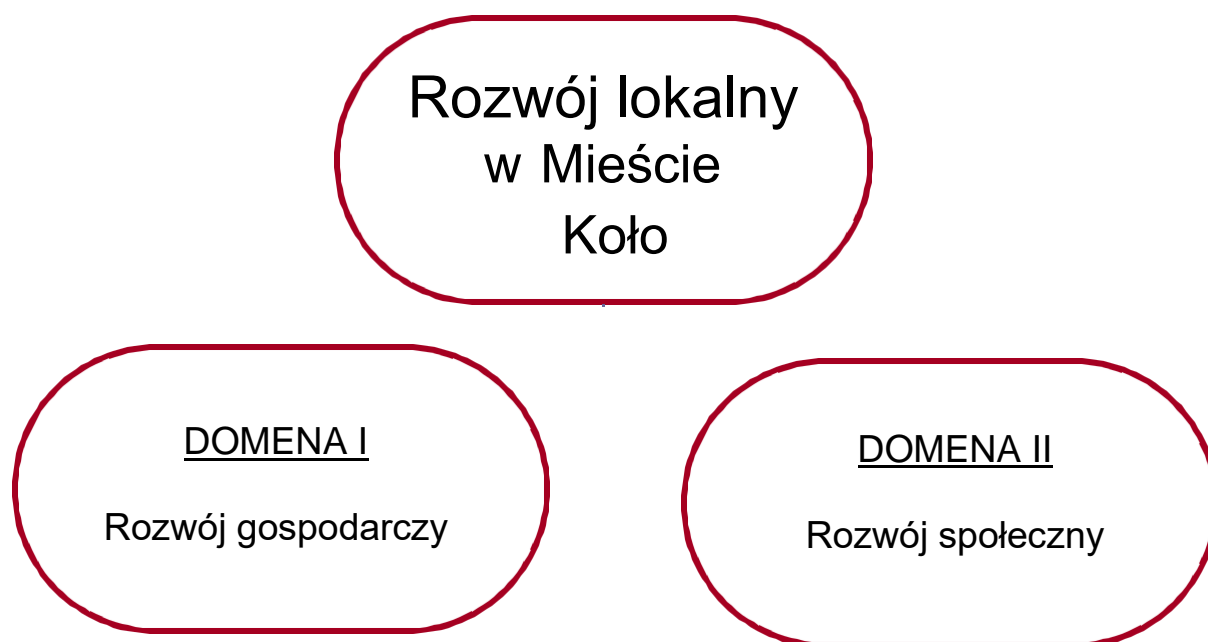 Rozwój lokalny
w Mieście
Koło
DOMENA I
Rozwój gospodarczy
DOMENA II
Rozwój społeczny